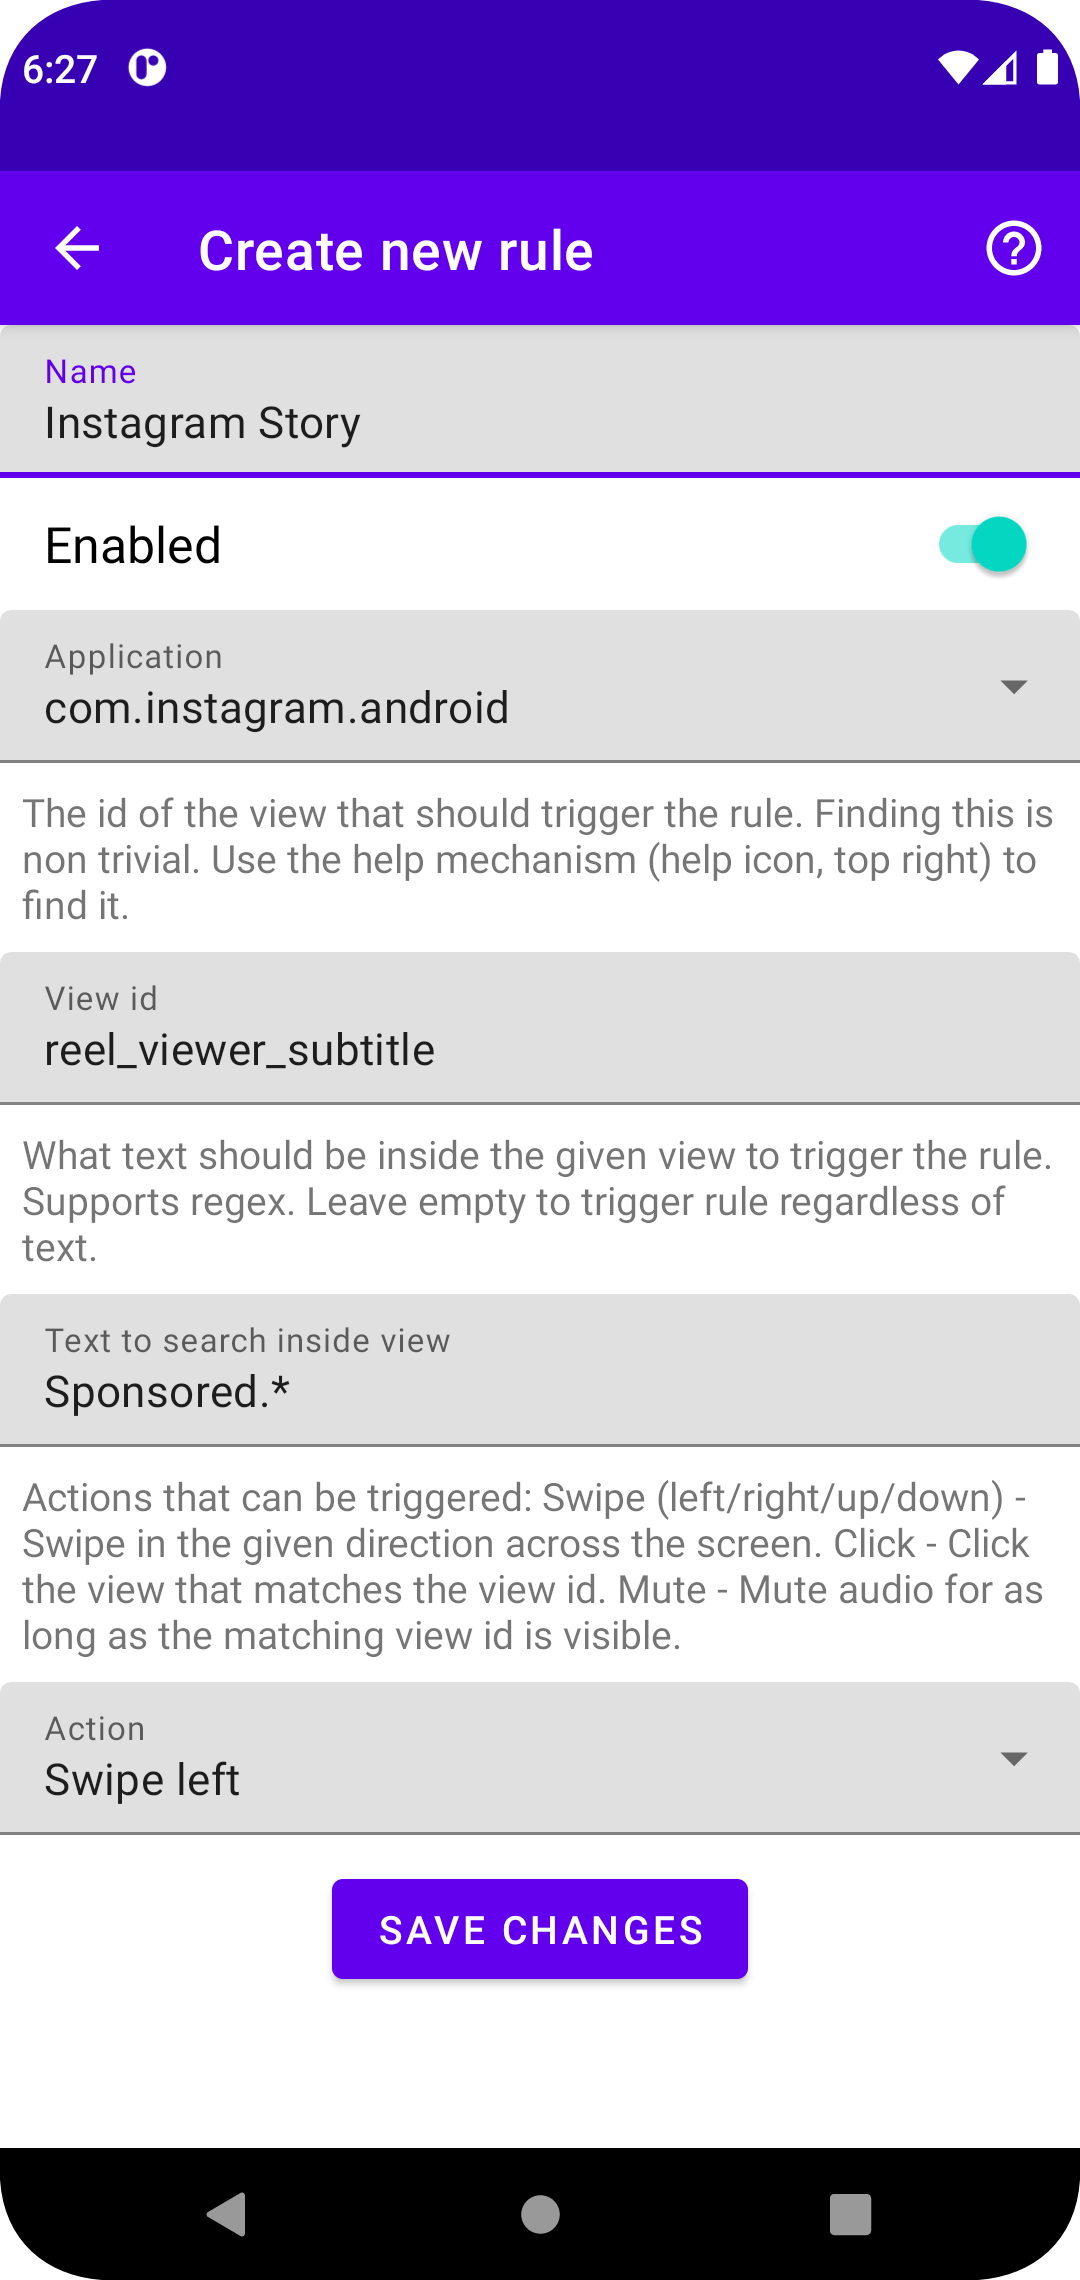 6:27
Create new rule
Name
Instagram Story
Enabled
Application
com.instagram.android
The id of the view that should trigger the rule. Finding this is
non trivial. Use the help mechanism (help icon, top right) to
find it.
View id
reel_viewer_subtitle
What text should be inside the given view to trigger the rule.
Supports regex. Leave empty to trigger rule regardless of
text.
Text to search inside view
Sponsored.*
Actions that can be triggered: Swipe (left/right/up/down) -
Swipe in the given direction across the screen. Click - Click
the view that matches the view id. Mute - Mute audio for as
long as the matching view id is visible.
Action
Swipe left
SAVE CHANGES